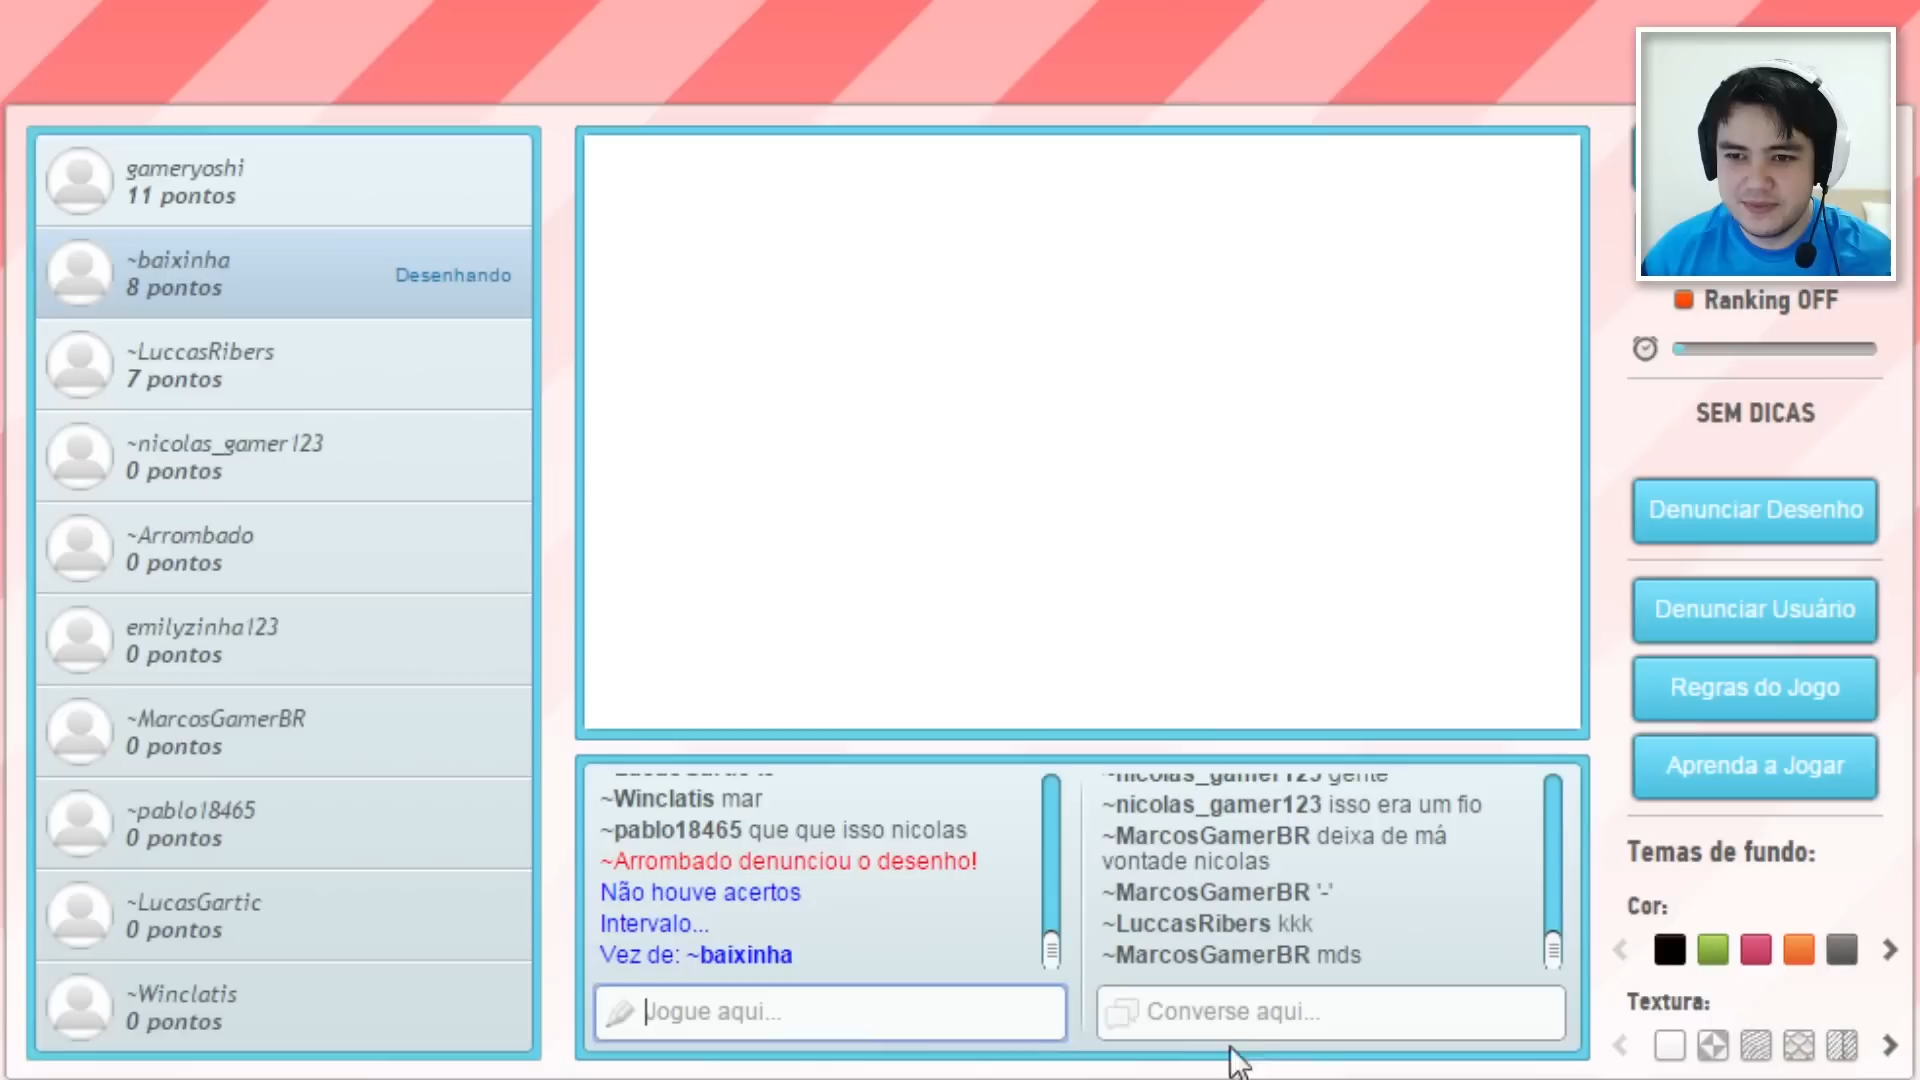 gameryoshi
11 pontos
~baixinha
8 pontos
Desenhando
~LuccasRibers
7 pontos
~nicolas_gamer123
0 pontos
~Arrombado
0 pontos
emilyzinha123
0 pontos
~MarcosGamerBR
0 pontos
~pablo18465
0 pontos
~LucasGartic
0 pontos
~Winclatis
0 pontos
~Winclatis mar
~pablo18465 que que isso nicolas
~Arrombado denunciou o desenho!
Não houve acertos
Intervalo...
Vez de: ~baixinha
Jogue aqui...
~nicolas_gamer123 gente
~nicolas_gamer123 isso era um fio
~MarcosGamerBR deixa de má
vontade nicolas
~MarcosGamerBR '-'
~LuccasRibers kkk
~MarcosGamerBR mds
Converse aqui...
Ranking OFF
SEM DICAS
Denunciar Desenho
Denunciar Usuário
Regras do Jogo
Aprenda a Jogar
Temas de fundo:
Cor:
Textura: